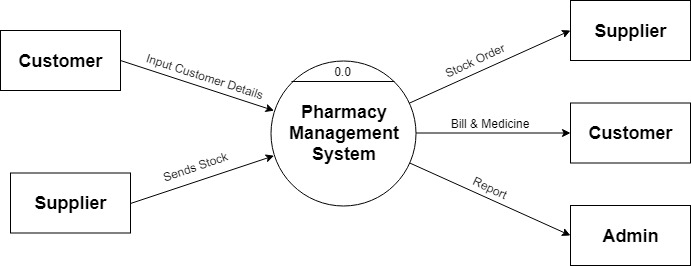 Customer
Input Customer Details
Supplier
Sends Stock
0.0
Pharmacy
Management
System
Stock Order
Supplier
Bill & Medicine
Customer
Report
Admin